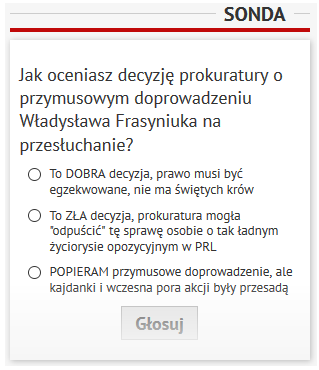 SONDA
Jak oceniasz decyzję prokuratury o
przymusowym doprowadzeniu
Władysława Frasyniuka na
przesłuchanie?
To DOBRA decyzja, prawo musi być
egzekwowane, nie ma świętych krów
To ZŁA decyzja, prokuratura mogła
"odpuścić" tę sprawę osobie o tak ładnym
życiorysie opozycyjnym w PRL
POPIERAM przymusowe doprowadzenie, ale
kajdanki i wczesna pora akcji były przesadą
Głosuj